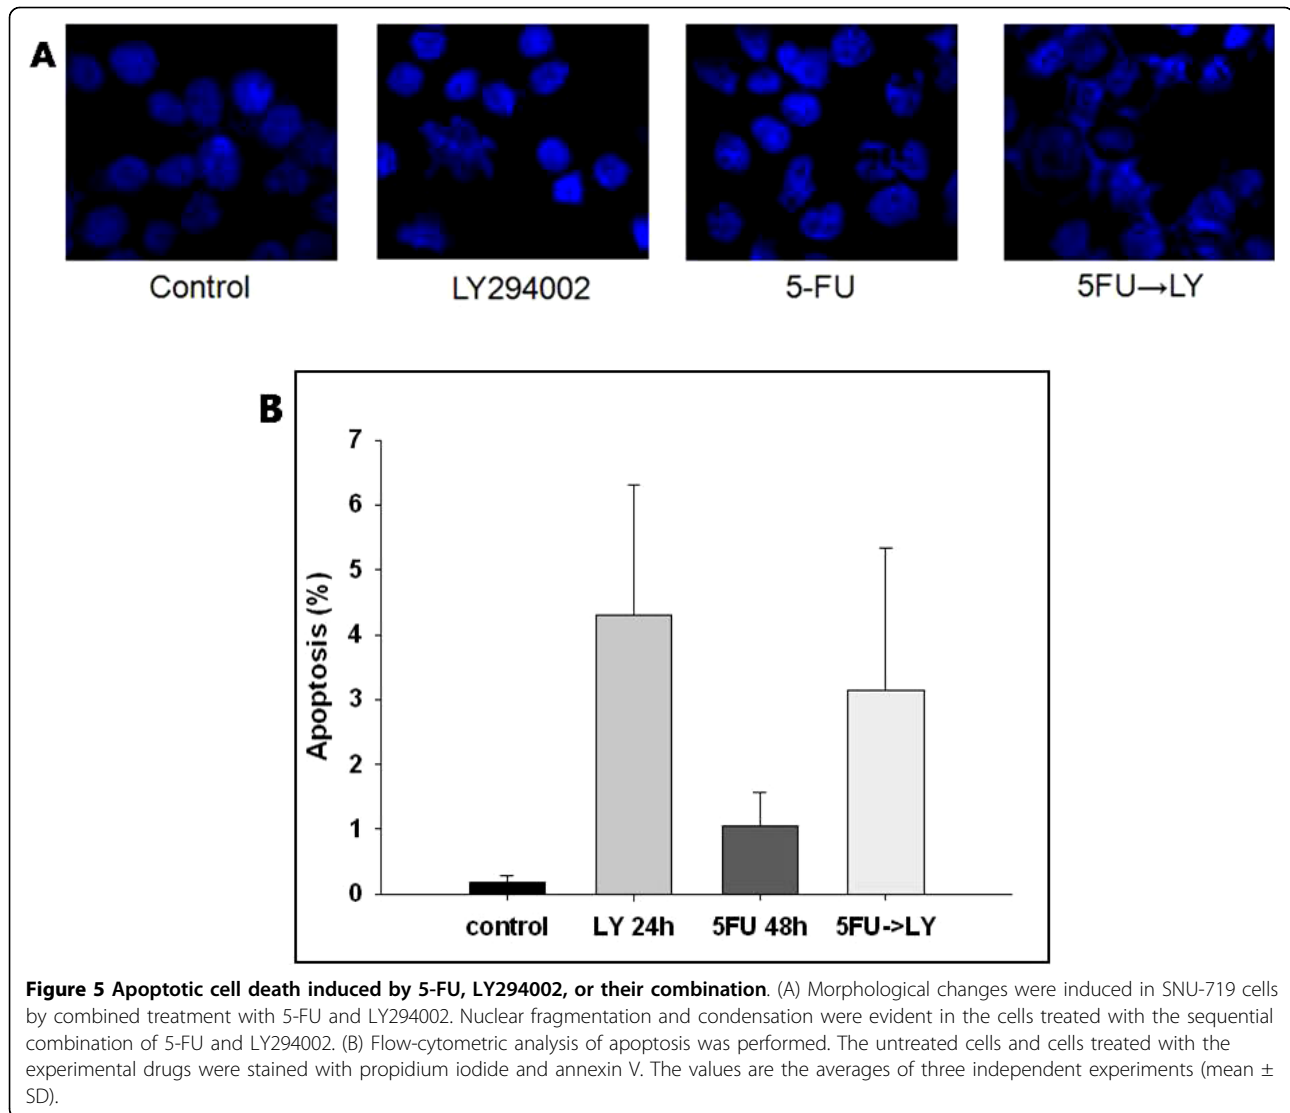 A
Control
LY294002
5-FU
5FU→LY
B
7
6
5
4
3
2
1
0
Apoptosis (%)
control
LY 24h
5FU 48h
5FU->LY
Figure 5 Apoptotic cell death induced by 5-FU, LY294002, or their combination. (A) Morphological changes were induced in SNU-719 cells
by combined treatment with 5-FU and LY294002. Nuclear fragmentation and condensation were evident in the cells treated with the sequential
combination of 5-FU and LY294002. (B) Flow-cytometric analysis of apoptosis was performed. The untreated cells and cells treated with the
experimental drugs were stained with propidium iodide and annexin V. The values are the averages of three independent experiments (mean ±
SD).